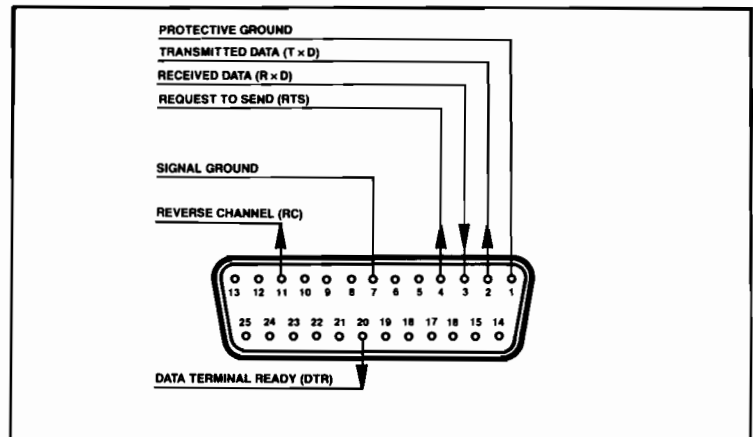 PROTECTIVE GROUND
TRANSMITTED DATA (T × D)
RECEIVED DATA (R × D)
REQUEST TO SEND (RTS)
SIGNAL GROUND
REVERSE CHANNEL (RC)
13 12 11 10 9 8 7 6 5 4 3 2 1
25 24 23 22 21 20 19 18 17 16 15 14
DATA TERMINAL READY (DTR)